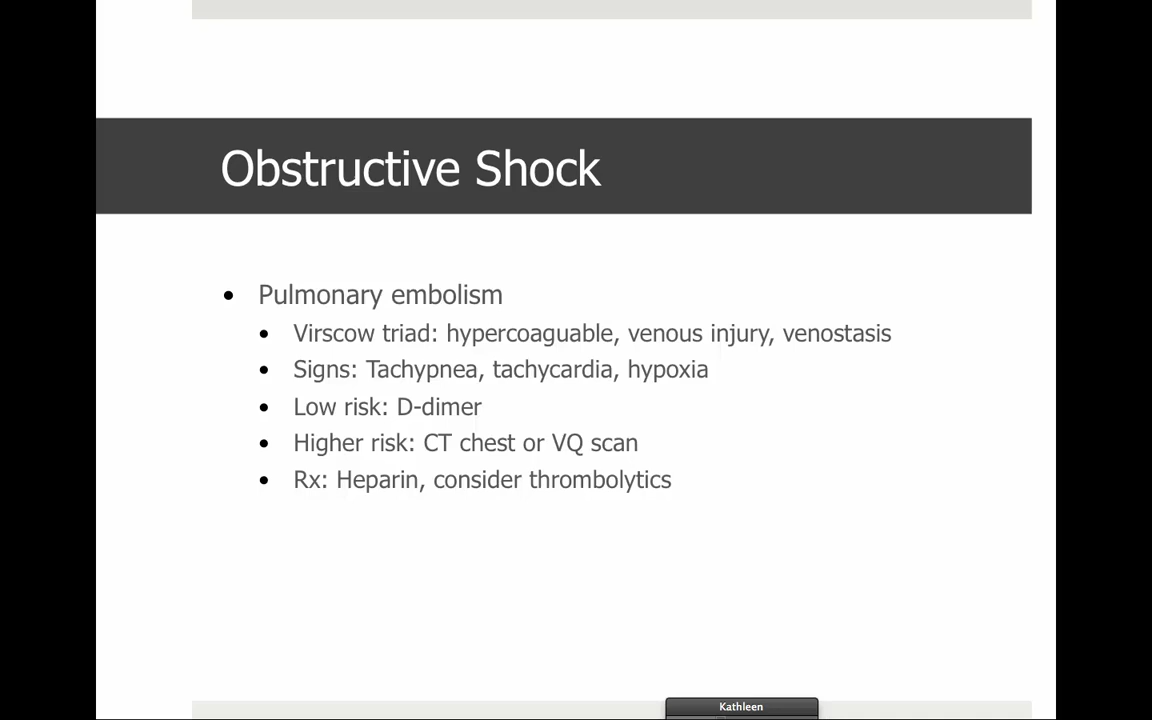 Obstructive Shock
• Pulmonary embolism
• Virscow triad: hypercoaguable, venous injury, venostasis
• Signs: Tachypnea, tachycardia, hypoxia
• Low risk: D-dimer
• Higher risk: CT chest or VQ scan
• Rx: Heparin, consider thrombolytics
Kathleen